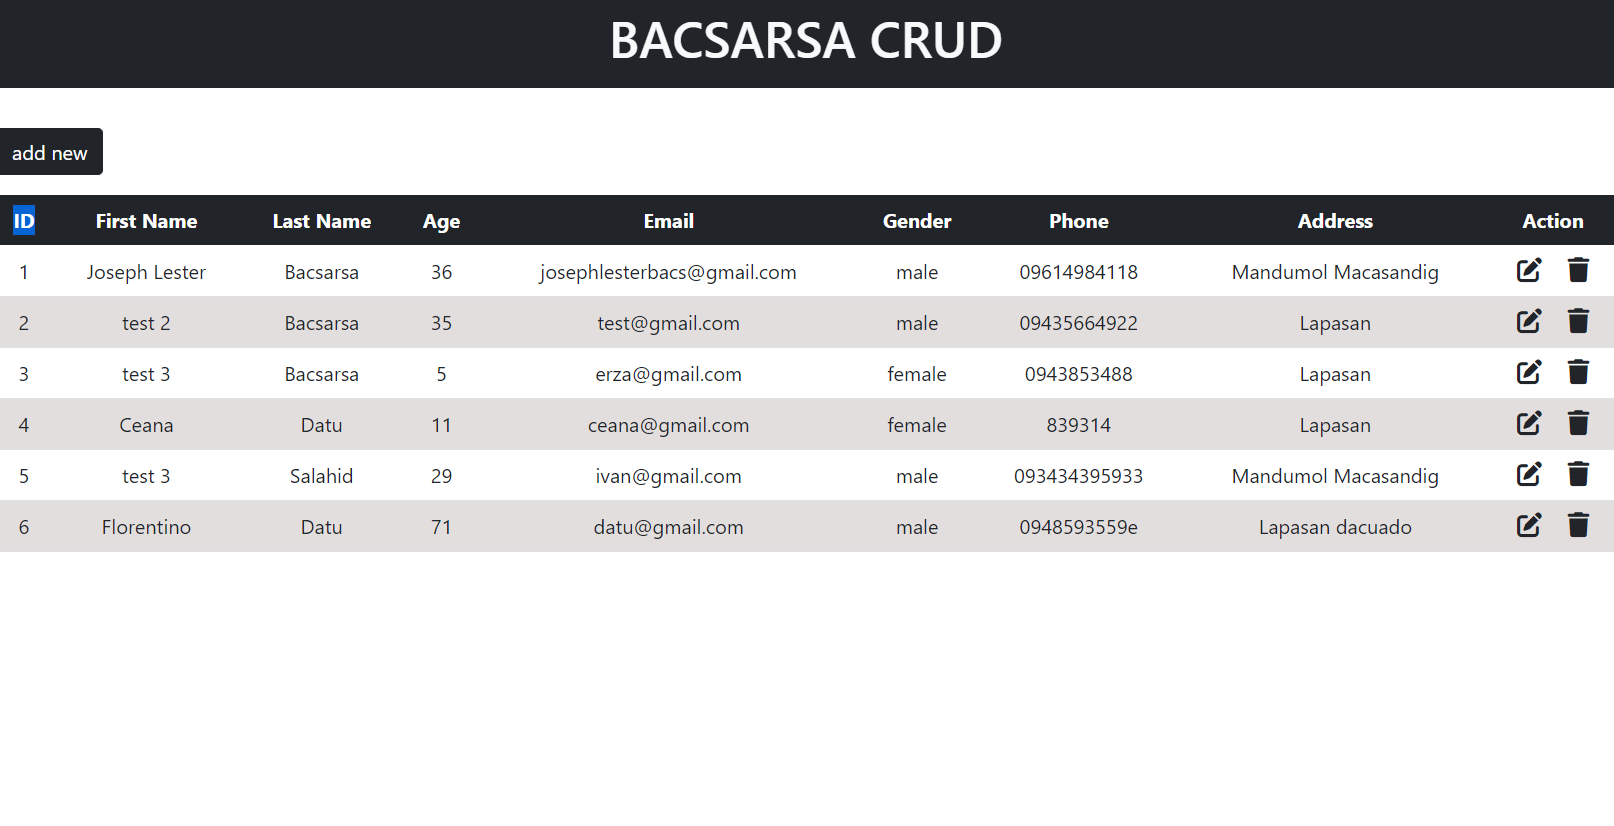 BACSARSA CRUD
add new
ID First Name Last Name Age Email Gender Phone Address Action
1 Joseph Lester Bacsarsa 36 josephlesterbacs@gmail.com male 09614984118 Mandumol Macasandig
2 test 2 Bacsarsa 35 test@gmail.com male 09435664922 Lapasan
3 test 3 Bacsarsa 5 erza@gmail.com female 0943853488 Lapasan
4 Ceana Datu 11 ceana@gmail.com female 839314 Lapasan
5 test 3 Salahid 29 ivan@gmail.com male 093434395933 Mandumol Macasandig
6 Florentino Datu 71 datu@gmail.com male 0948593559e Lapasan dacuado